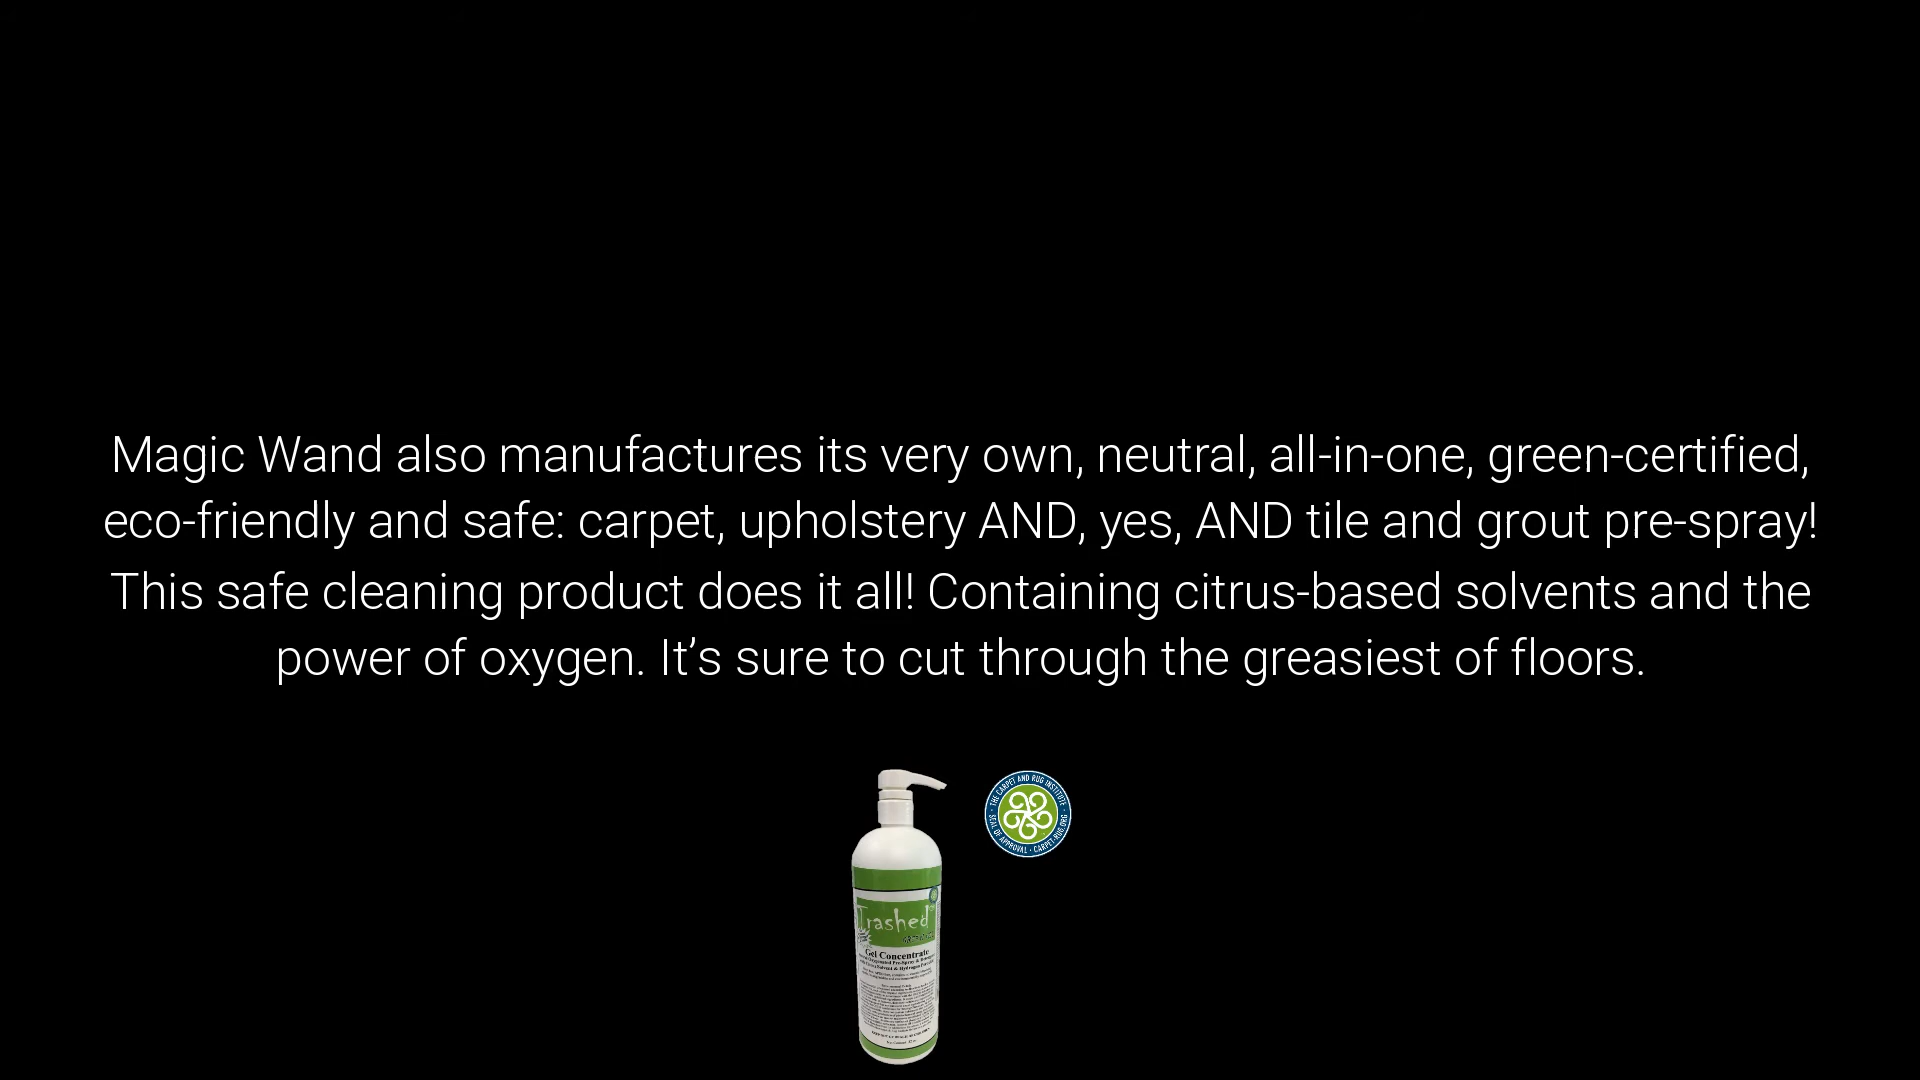 Magic Wand also manufactures its very own, neutral, all-in-one, green-certified,
eco-friendly and safe: carpet, upholstery AND, yes, AND tile and grout pre-spray!
This safe cleaning product does it all! Containing citrus-based solvents and the
power of oxygen. It’s sure to cut through the greasiest of floors.
THE CARPET AND RUG INSTITUTE
SEAL OF APPROVAL · CARPET-RUG.ORG
Trashed
Gel Concentrate